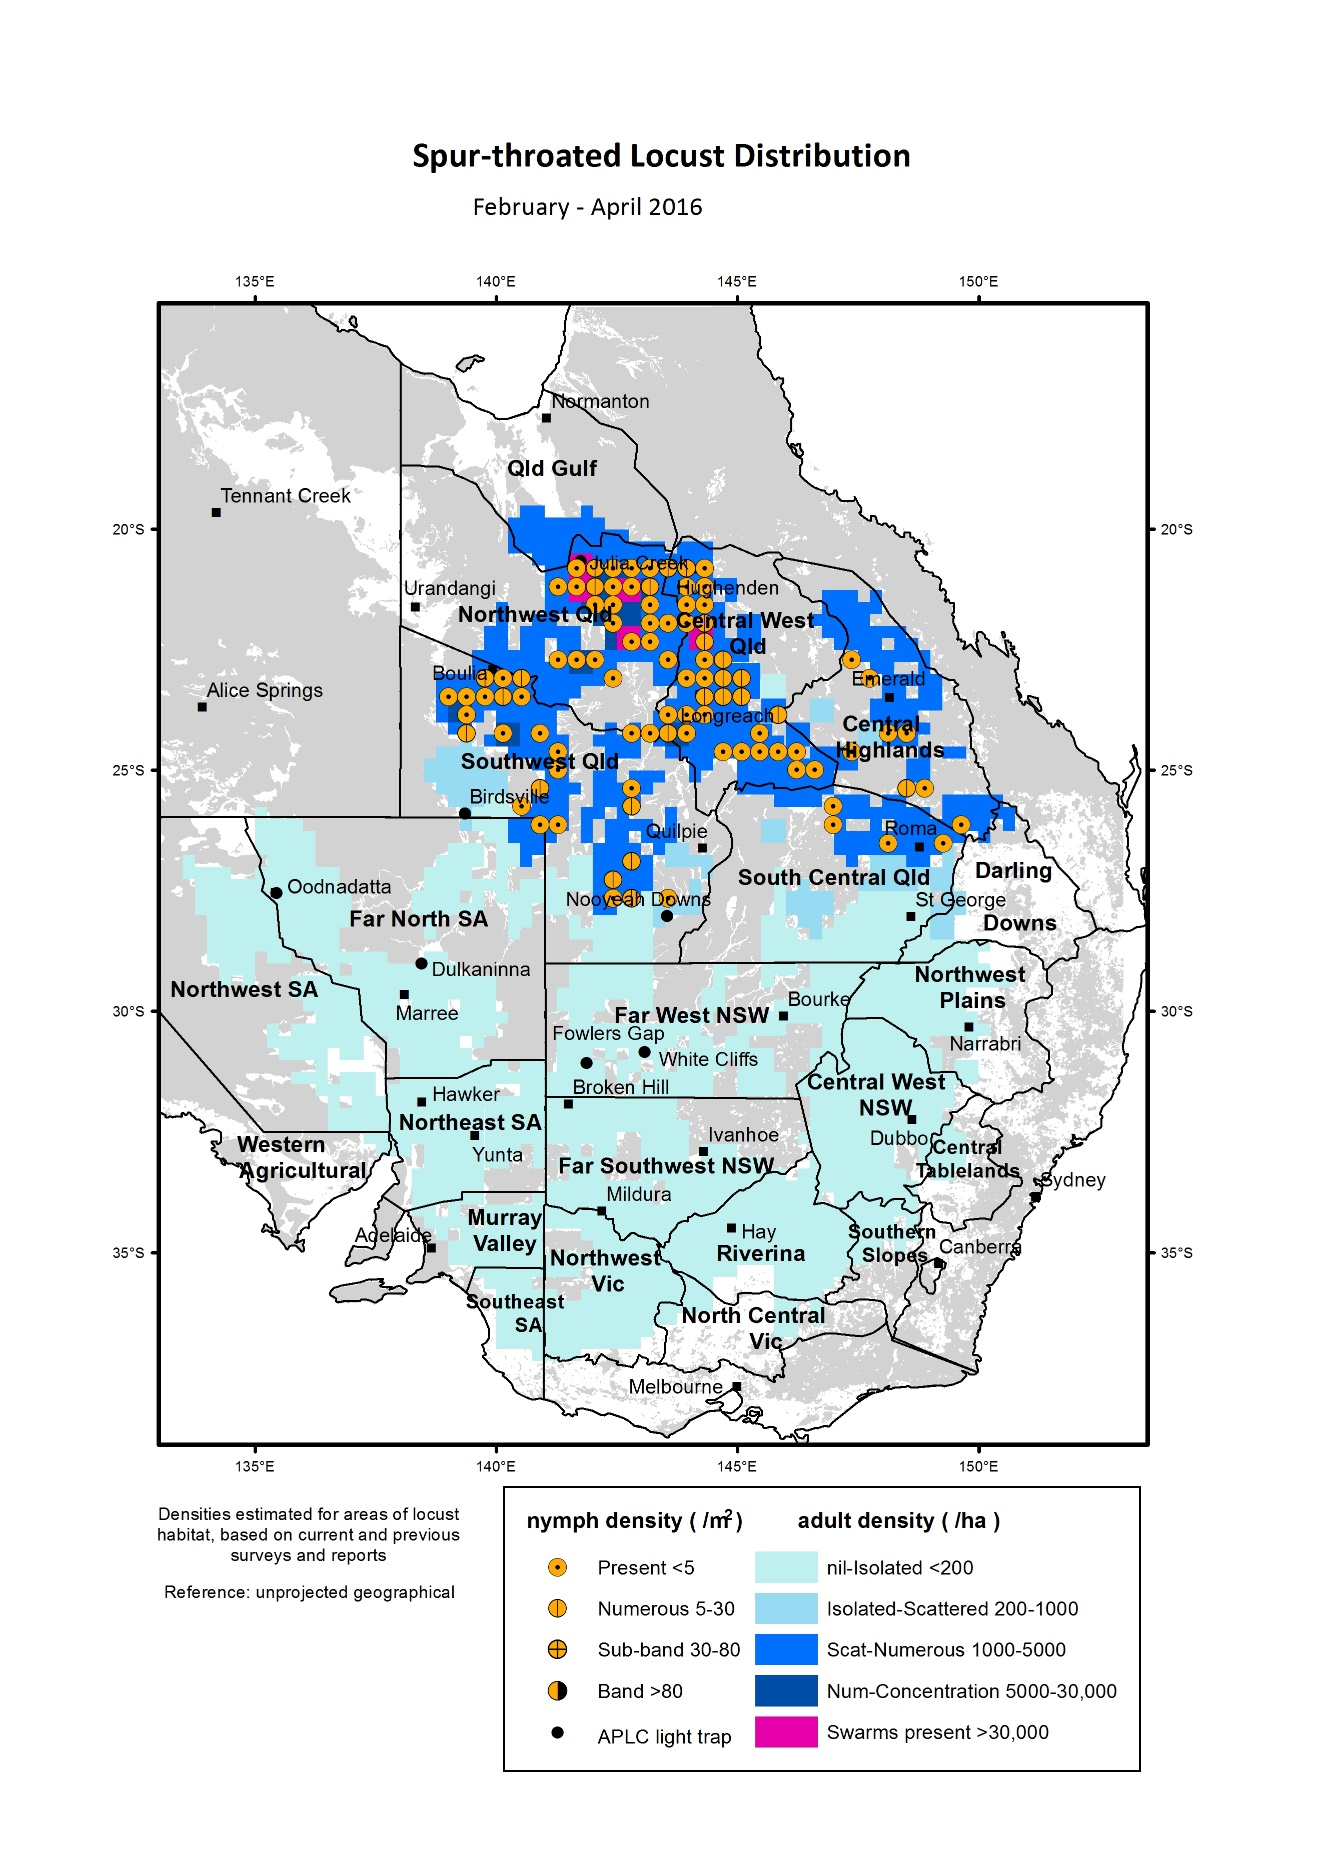 Spur-throated Locust Distribution
February - April 2016
135°E 140°E 145°E 150°E
Normanton
Qld Gulf
Tennant Creek
20°S 20°S
Julia Creek
Urandangi
Hughenden
Northwest Qld
Central West
Qld
Boulia
Emerald
Alice Springs
Longreach
Central
Highlands
Southwest Qld
25°S 25°S
Birdsville
Quilpie
Roma
Darling
Downs
South Central Qld
Oodnadatta
Nooyeah Downs
St George
Far North SA
Dulkaninna
Northwest
Plains
Northwest SA
Bourke
Marree
Far West NSW
30°S 30°S
Fowlers Gap
Narrabri
White Cliffs
Broken Hill
Central West
NSW
Hawker
Northeast SA
Dubbo
Ivanhoe
Western
Agricultural
Yunta
Central
Tablelands
Far Southwest NSW
Sydney
Mildura
Murray
Valley
Adelaide
Hay
Riverina
Southern
Slopes
Canberra
35°S 35°S
Northwest
Vic
Southeast
SA
North Central
Vic
Melbourne
135°E 140°E 145°E 150°E
Densities estimated for areas of locust
habitat, based on current and previous
surveys and reports
Reference: unprojected geographical
nymph density ( /m²) adult density ( /ha )
Present <5 nil-Isolated <200
Numerous 5-30 Isolated-Scattered 200-1000
Sub-band 30-80 Scat-Numerous 1000-5000
Band >80 Num-Concentration 5000-30,000
APLC light trap Swarms present >30,000